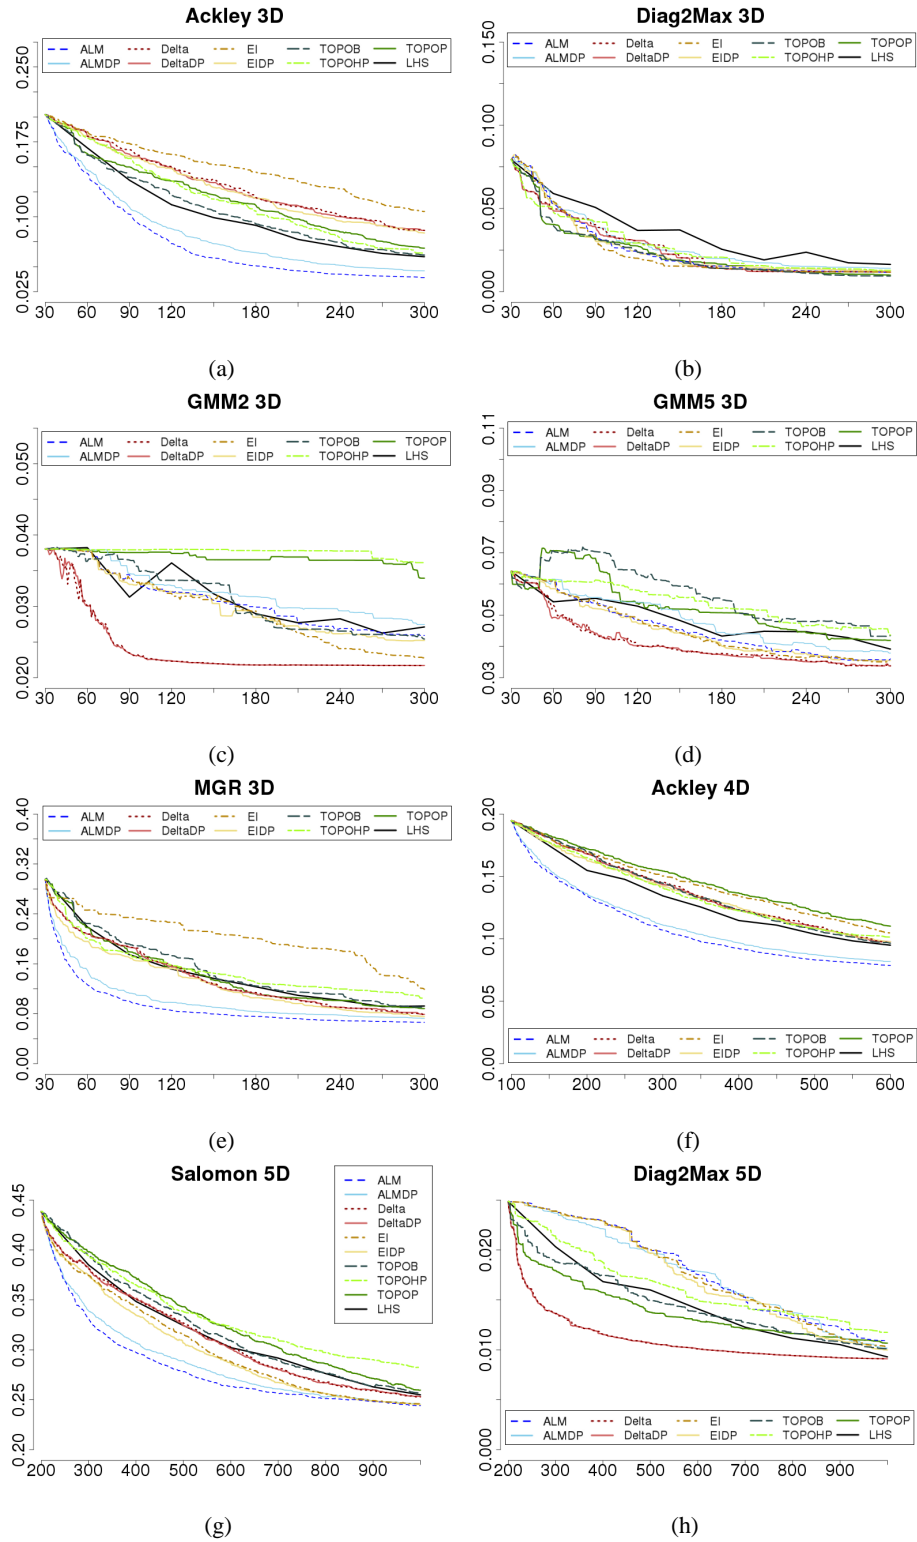 Ackley 3D
ALM Delta EI TOPOB TOPOP
ALMDP DeltaDP EIDP TOPOHP LHS
0.025 0.100 0.175 0.250
30 60 90 120 180 240 300
(a)
Diag2Max 3D
ALM Delta EI TOPOB TOPOP
ALMDP DeltaDP EIDP TOPOHP LHS
0.000 0.050 0.100 0.150
30 60 90 120 180 240 300
(b)
GMM2 3D
ALM Delta EI TOPOB TOPOP
ALMDP DeltaDP EIDP TOPOHP LHS
0.020 0.030 0.040 0.050
30 60 90 120 180 240 300
(c)
GMM5 3D
ALM Delta EI TOPOB TOPOP
ALMDP DeltaDP EIDP TOPOHP LHS
0.03 0.05 0.07 0.09 0.11
30 60 90 120 180 240 300
(d)
MGR 3D
ALM Delta EI TOPOB TOPOP
ALMDP DeltaDP EIDP TOPOHP LHS
0.00 0.08 0.16 0.24 0.32 0.40
30 60 90 120 180 240 300
(e)
Ackley 4D
0.00 0.05 0.10 0.15 0.20
ALM Delta EI TOPOB TOPOP
ALMDP DeltaDP EIDP TOPOHP LHS
100 200 300 400 600
(f)
Salomon 5D
ALM
ALMDP
Delta
DeltaDP
EI
EIDP
TOPOB
TOPOHP
TOPOP
LHS
0.20 0.25 0.30 0.35 0.40 0.45
200 300 400 500 600 700 800 900
(g)
Diag2Max 5D
0.000 0.010 0.020
ALM Delta EI TOPOB TOPOP
ALMDP DeltaDP EIDP TOPOHP LHS
200 300 400 500 600 700 800 900
(h)